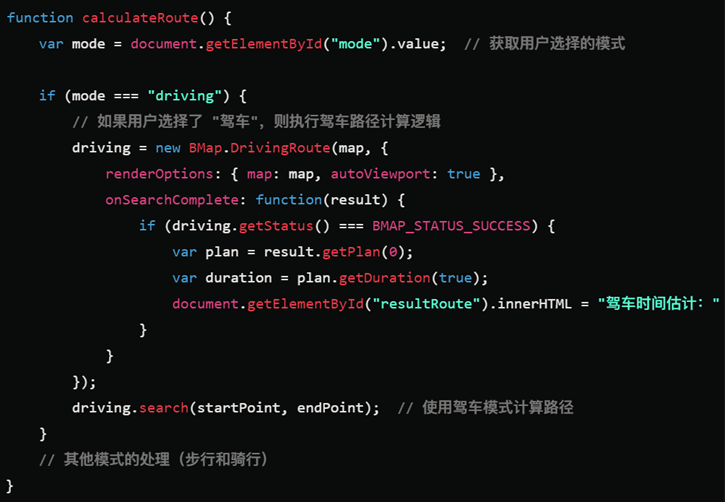 function calculateRoute() {
    var mode = document.getElementById("mode").value;  // 获取用户选择的模式

    if (mode === "driving") {
        // 如果用户选择了 "驾车"，则执行驾车路径计算逻辑
        driving = new BMap.DrivingRoute(map, {
            renderOptions: { map: map, autoViewport: true },
            onSearchComplete: function(result) {
                if (driving.getStatus() === BMAP_STATUS_SUCCESS) {
                    var plan = result.getPlan(0);
                    var duration = plan.getDuration(true);
                    document.getElementById("resultRoute").innerHTML = "驾车时间估计："
                }
            }
        });
        driving.search(startPoint, endPoint);  // 使用驾车模式计算路径
    }
    // 其他模式的处理（步行和骑行）
}